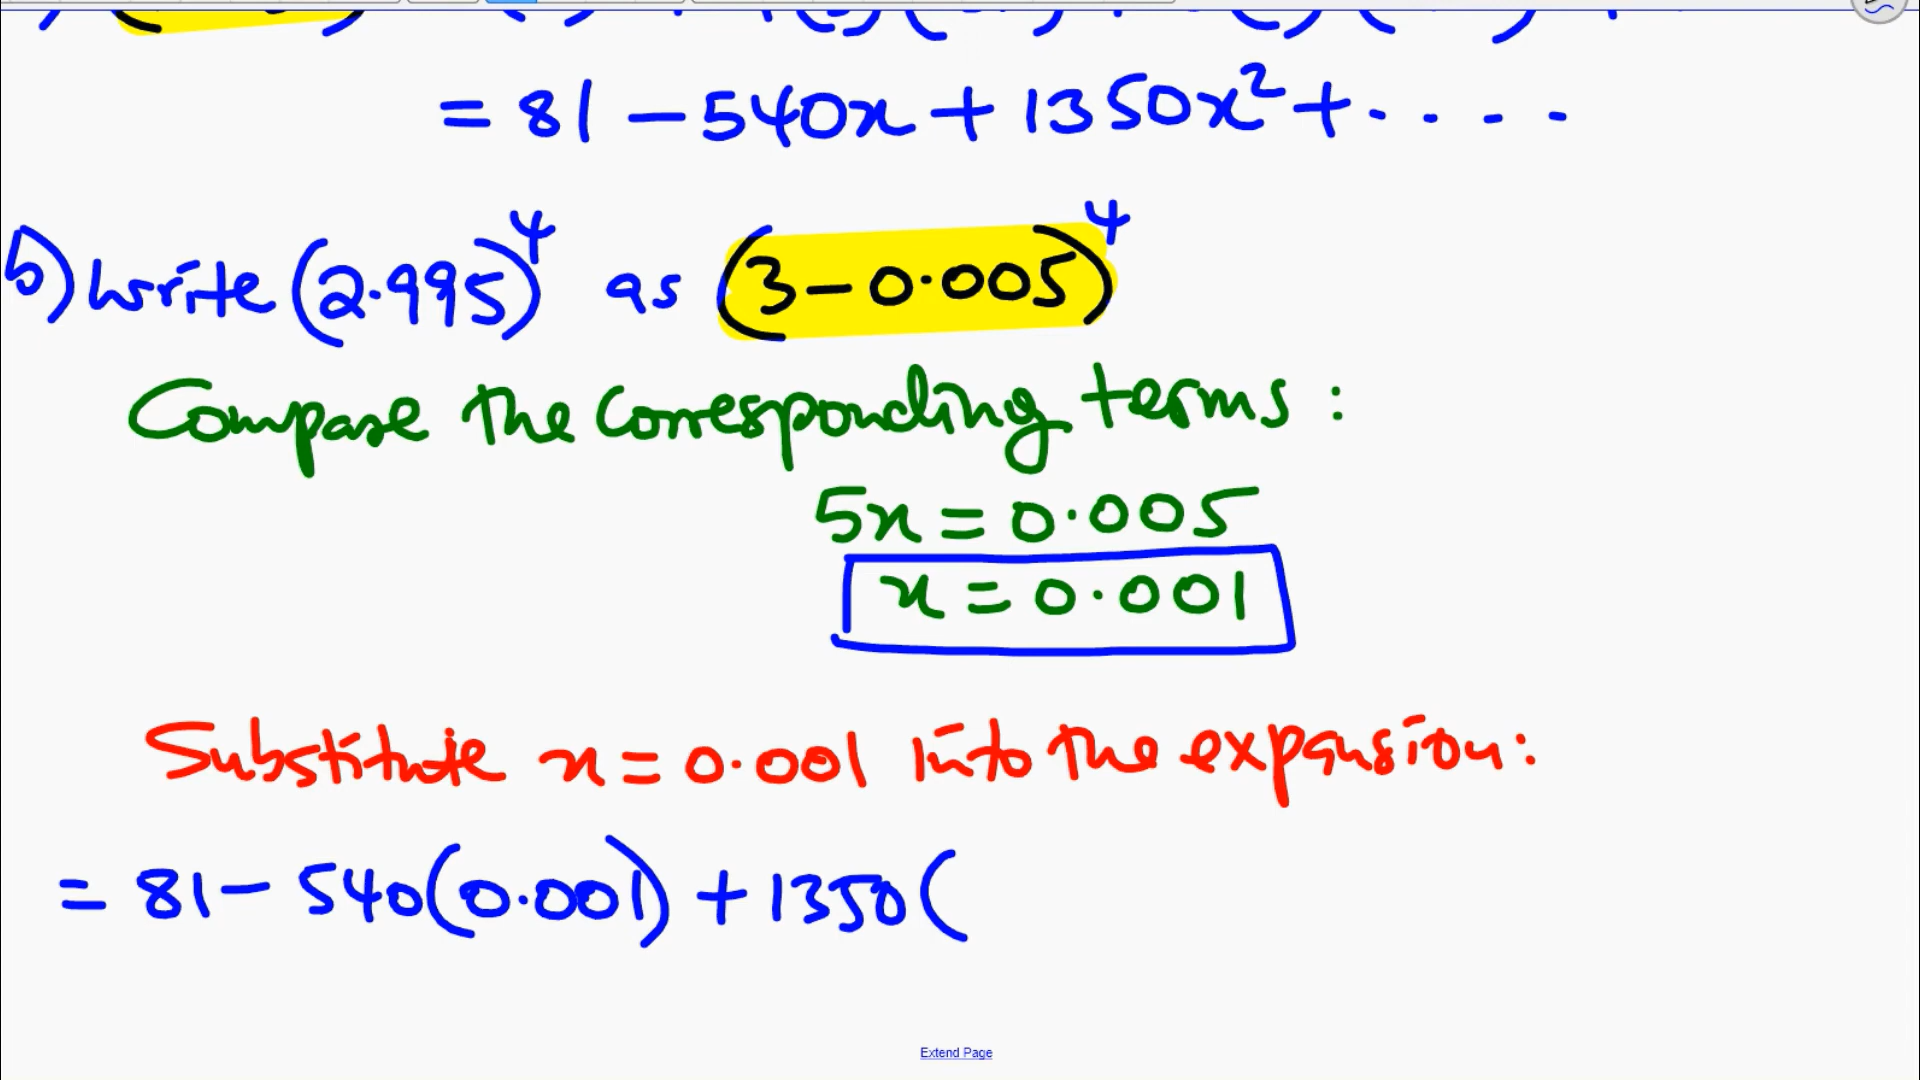 = 81 - 540x + 1350x² + ....
b) Write (2.995)⁴ as (3 - 0.005)⁴
Compare the corresponding terms :
5x = 0.005
x = 0.001
Substitute x = 0.001 into the expansion :
= 81 - 540(0.001) + 1350(
Extend Page